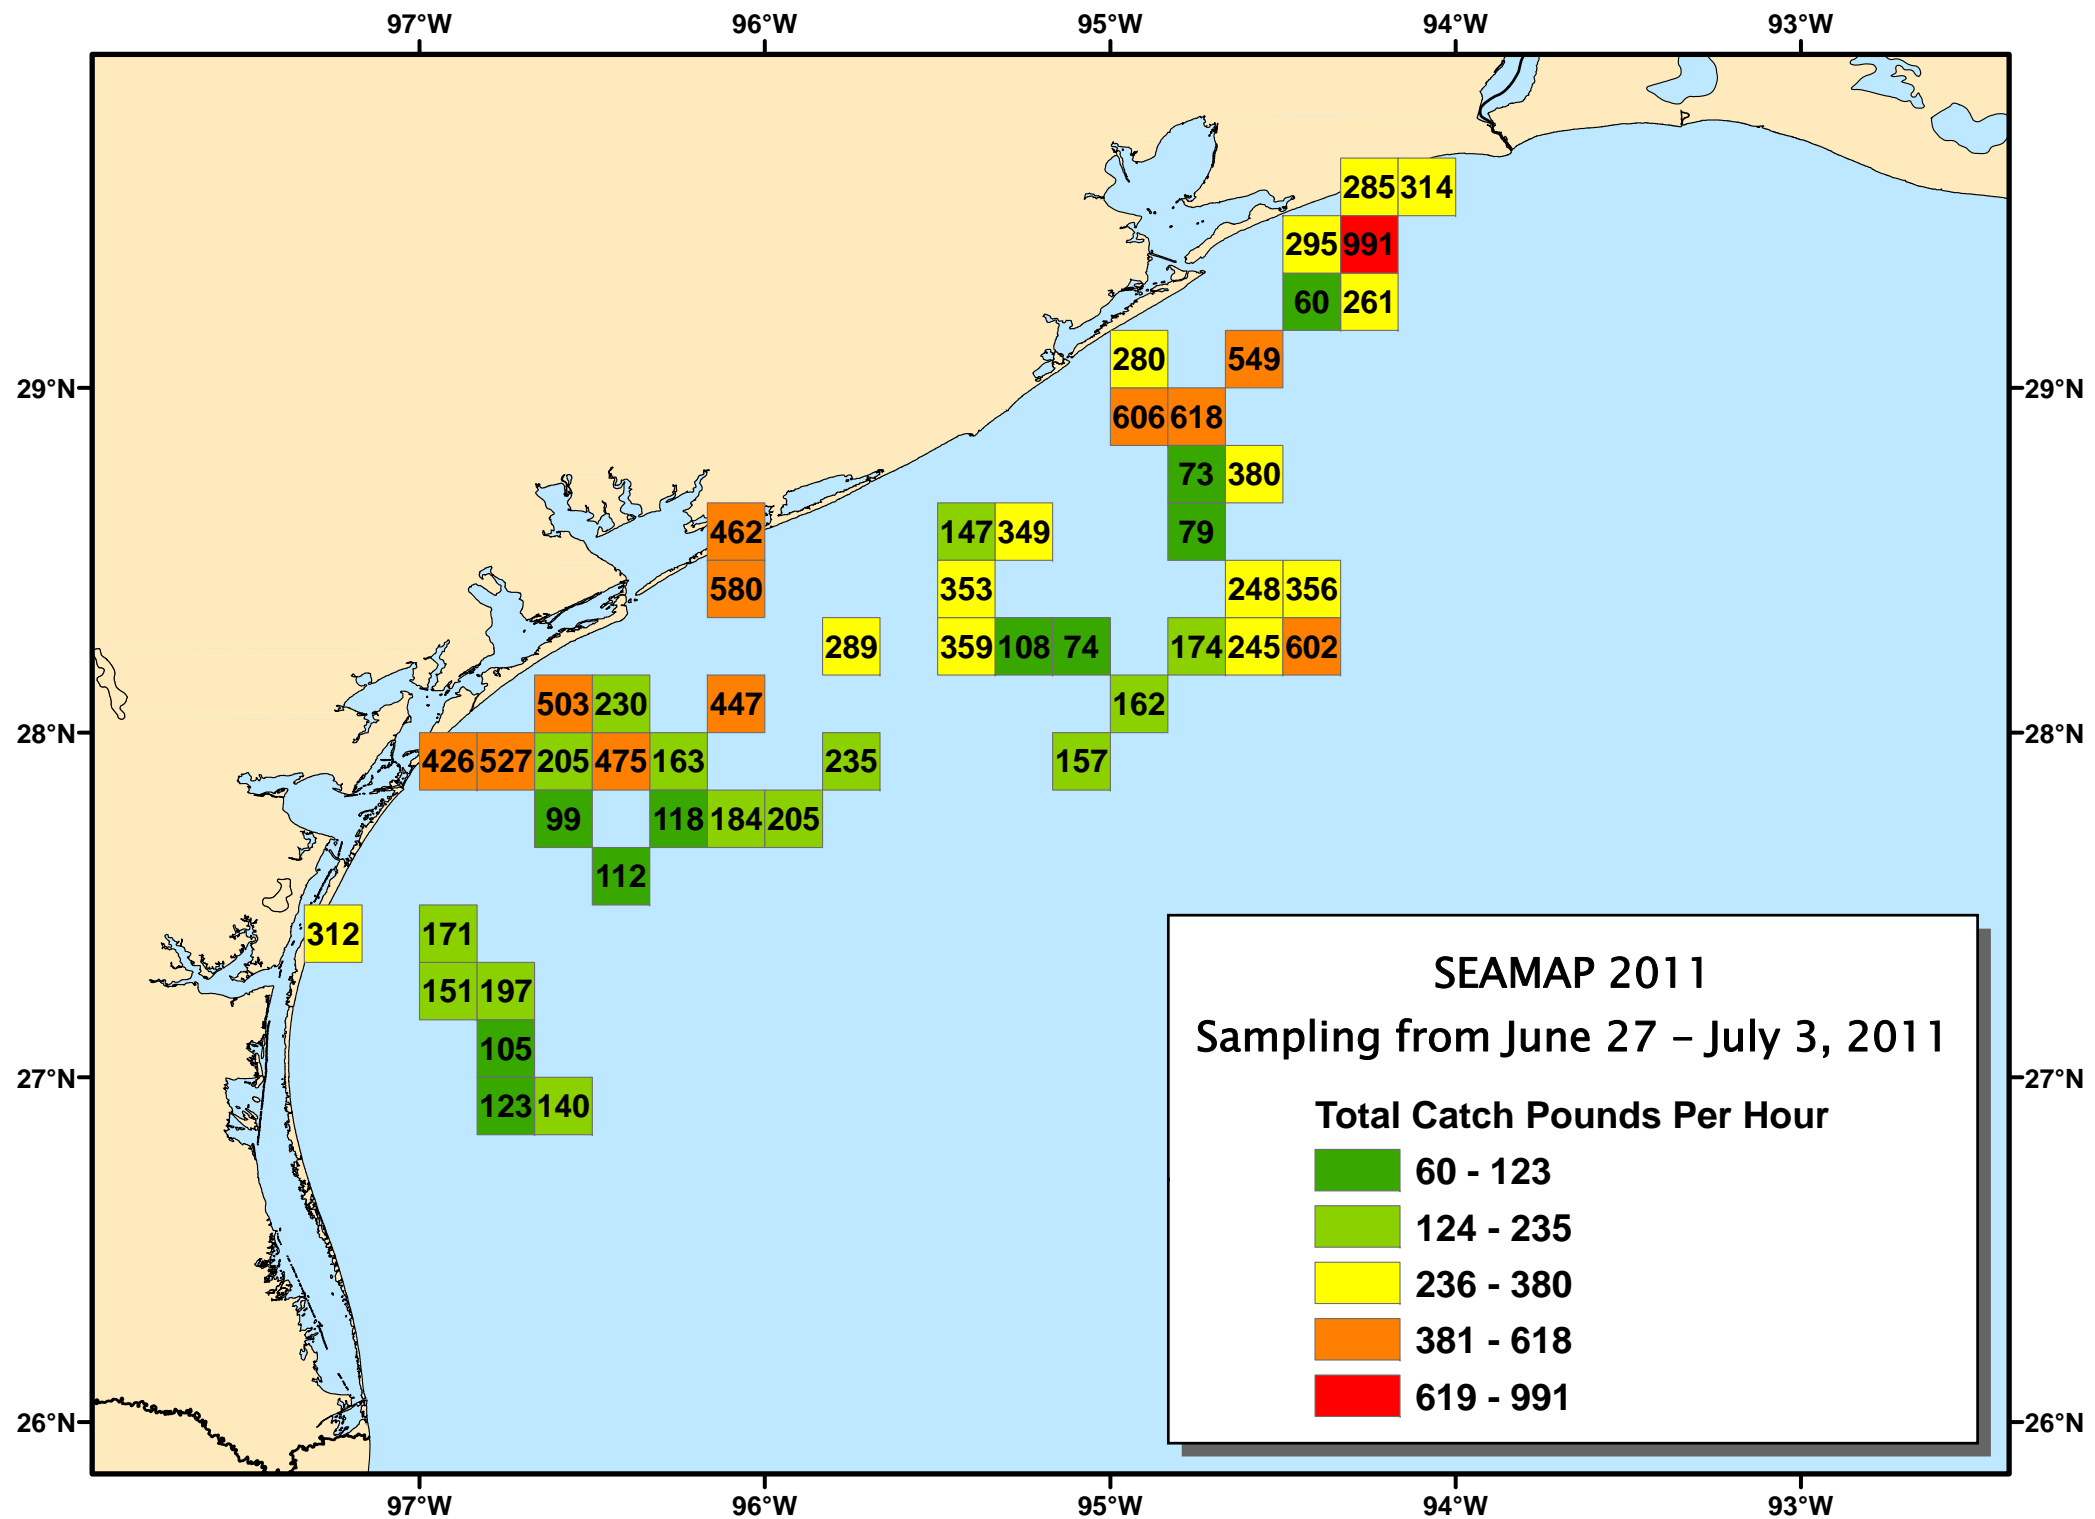 97°W 96°W 95°W 94°W 93°W
285 314
295 991
60 261
280 549
29°N 29°N
606 618
73 380
462 147 349 79
580 353 248 356
289 359 108 74 174 245 602
503 230 447 162
28°N 28°N
426 527 205 475 163 235 157
99 118 184 205
112
312 171
SEAMAP 2011
151 197
Sampling from June 27 - July 3, 2011
105
27°N 27°N
123 140
Total Catch Pounds Per Hour
60 - 123
124 - 235
236 - 380
381 - 618
619 - 991
26°N 26°N
97°W 96°W 95°W 94°W 93°W